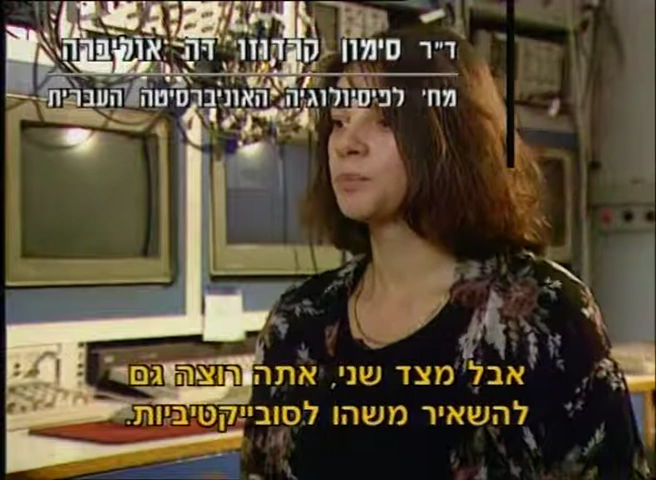 ד"ר סימון קרדוזו דה אוליברה
מח' לפיסיולוגיה האוניברסיטה העברית
אבל מצד שני, אתה רוצה גם
להשאיר משהו לסובייקטיביות.